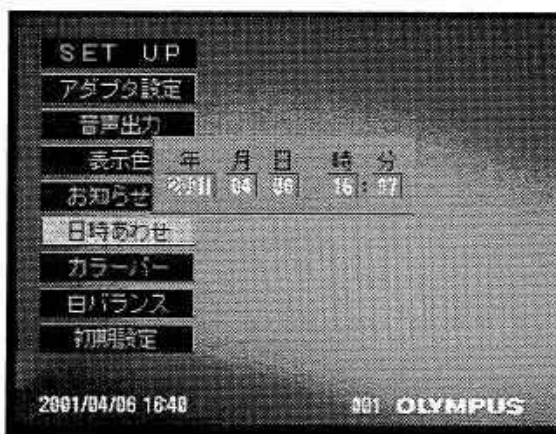 SET UP
アダプタ設定
音声出力
表示色
年 月 日 時 分
お知らせ
04 16
日時あわせ
カラーバー
白バランス
初期設定
2001/04/06 16:40 001 OLYMPUS